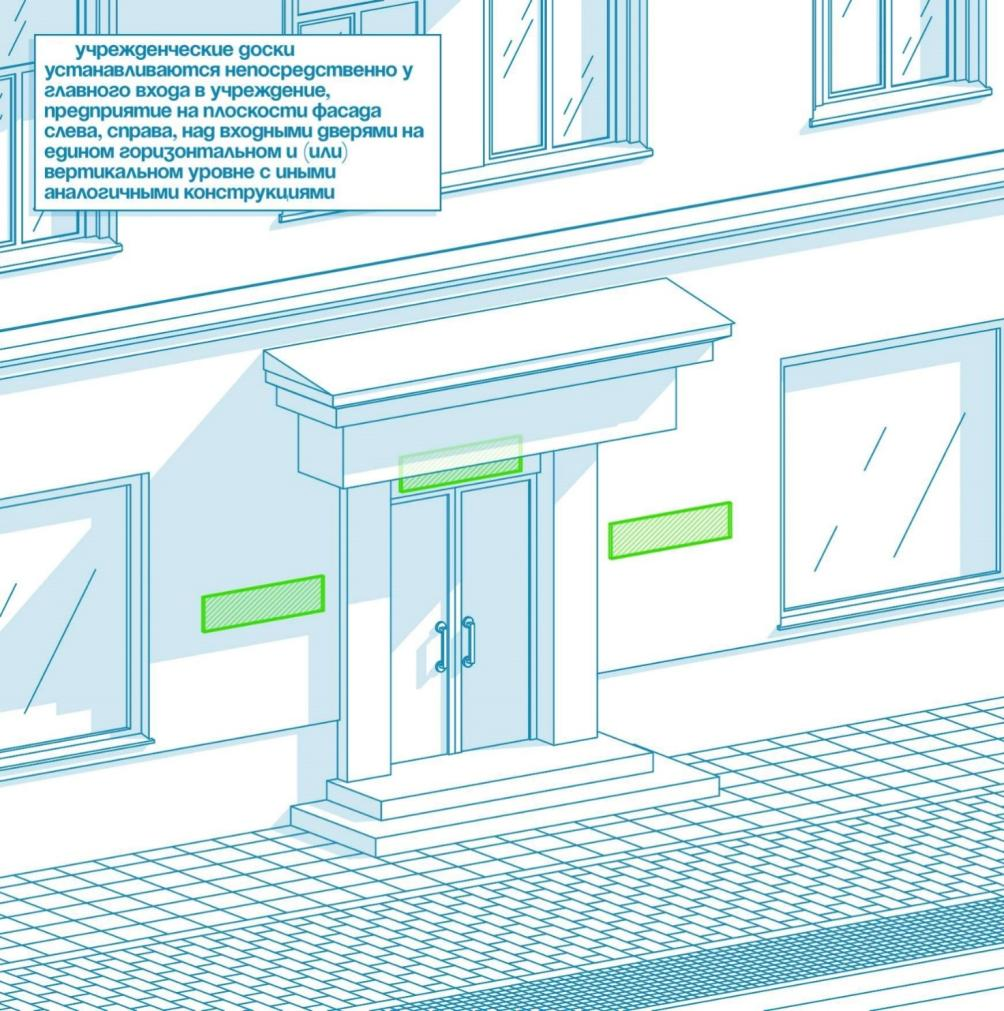 учрежденческие доски
устанавливаются непосредственно у
главного входа в учреждение,
предприятие на плоскости фасада
слева, справа, над входными дверями на
едином горизонтальном и (или)
вертикальном уровне с иными
аналогичными конструкциями